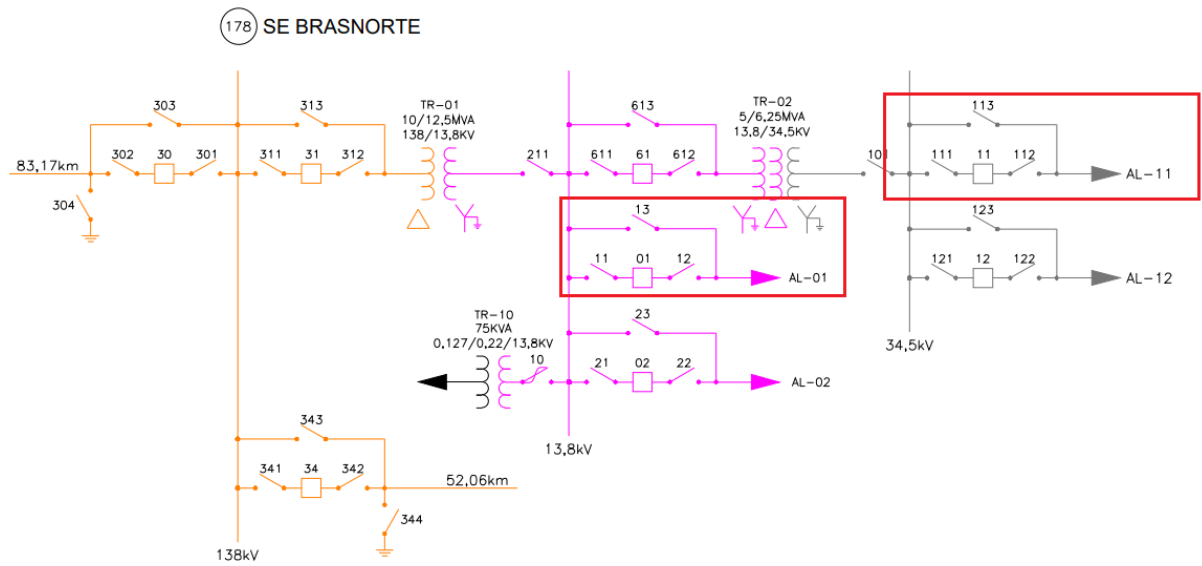 178 SE BRASNORTE
303
313
TR-01
10/12,5MVA
138/13,8KV
613
TR-02
5/6,25MVA
13,8/34,5KV
113
83,17km
302
30
301
311
31
312
211
611
61
612
101
111
11
112
AL-11
304
13
123
11
01
12
AL-01
121
12
122
AL-12
TR-10
75KVA
0,127/0,22/13,8KV
10
23
34,5kV
21
02
22
AL-02
343
13,8kV
341
34
342
52,06km
344
138kV